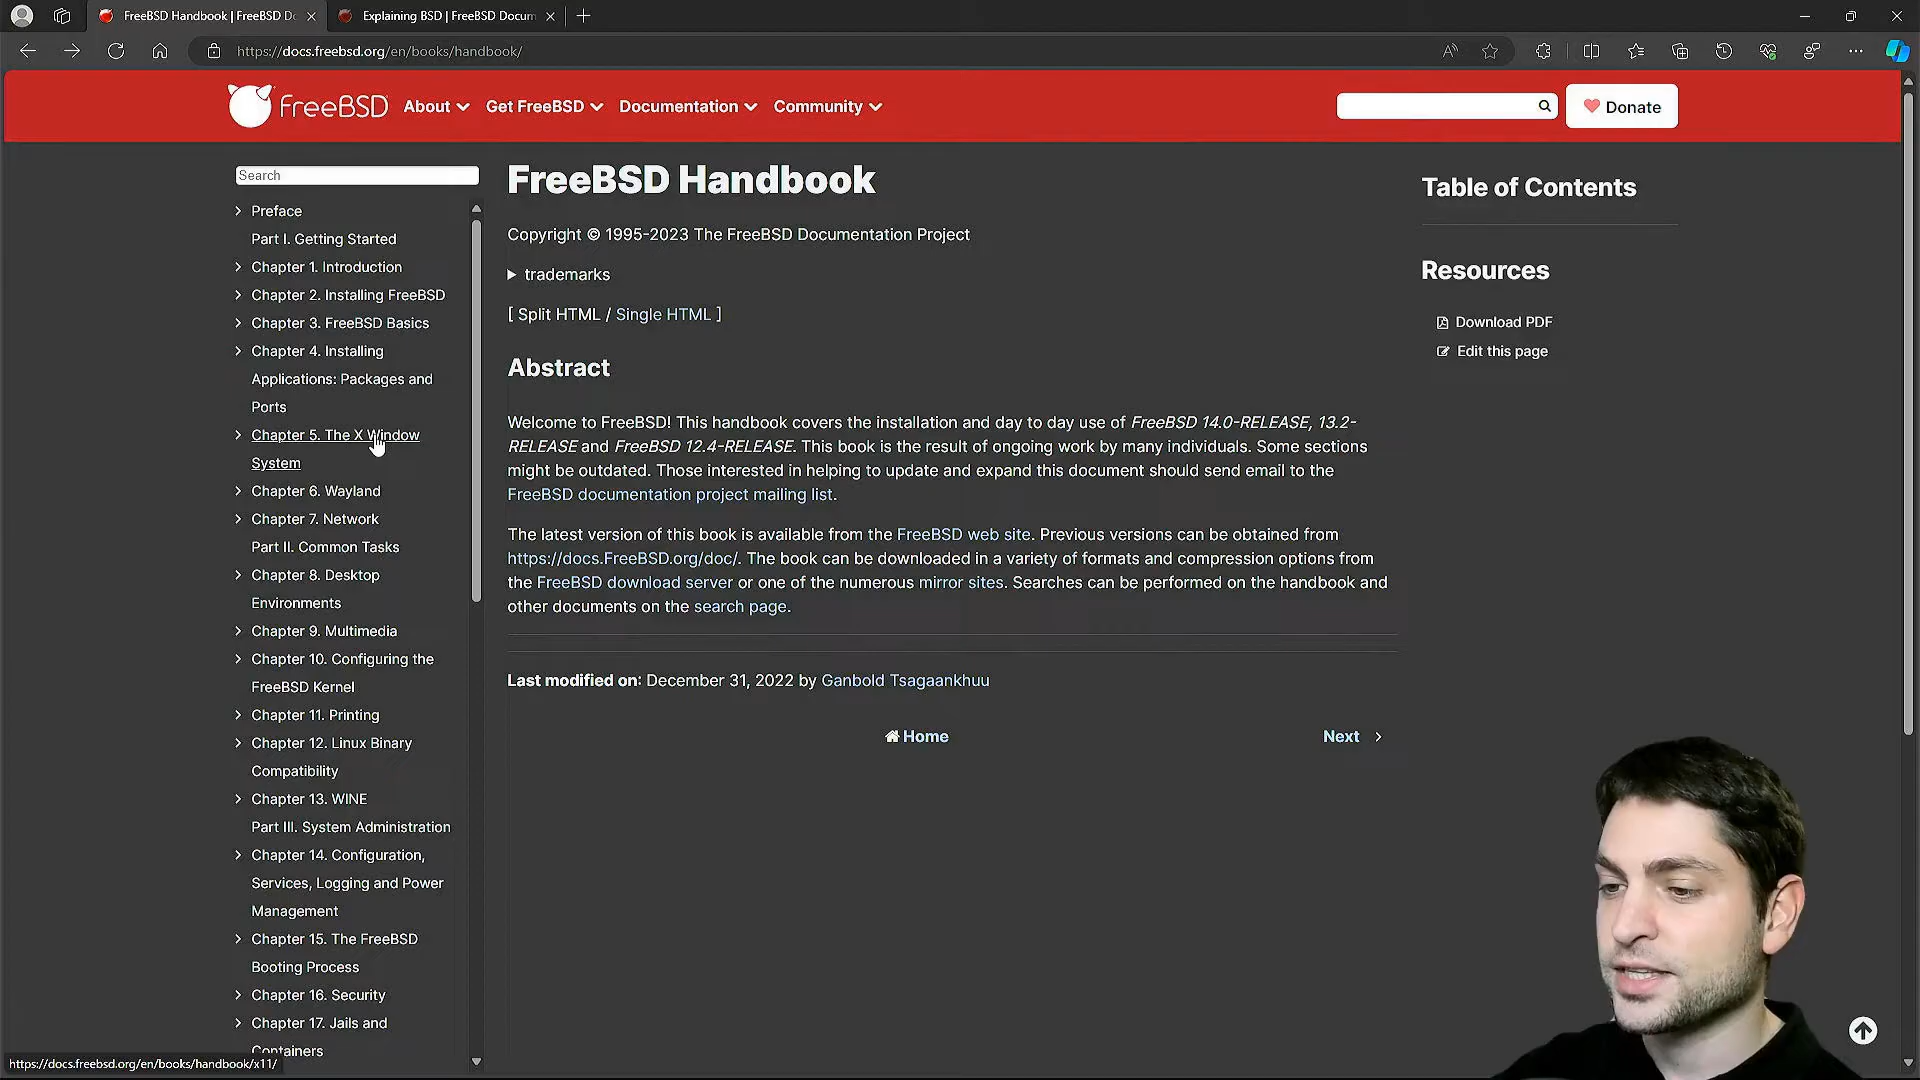 FreeBSD Handbook | FreeBSD Do
Explaining BSD | FreeBSD Docum
https://docs.freebsd.org/en/books/handbook/
FreeBSD
About
Get FreeBSD
Documentation
Community
Donate
Search
Preface
Part I. Getting Started
Chapter 1. Introduction
Chapter 2. Installing FreeBSD
Chapter 3. FreeBSD Basics
Chapter 4. Installing
Applications: Packages and
Ports
Chapter 5. The X Window
System
Chapter 6. Wayland
Chapter 7. Network
Part II. Common Tasks
Chapter 8. Desktop
Environments
Chapter 9. Multimedia
Chapter 10. Configuring the
FreeBSD Kernel
Chapter 11. Printing
Chapter 12. Linux Binary
Compatibility
Chapter 13. WINE
Part III. System Administration
Chapter 14. Configuration,
Services, Logging and Power
Management
Chapter 15. The FreeBSD
Booting Process
Chapter 16. Security
Chapter 17. Jails and
Containers
FreeBSD Handbook
Copyright © 1995-2023 The FreeBSD Documentation Project
trademarks
[ Split HTML / Single HTML ]
Abstract
Welcome to FreeBSD! This handbook covers the installation and day to day use of FreeBSD 14.0-RELEASE, 13.2-
RELEASE and FreeBSD 12.4-RELEASE. This book is the result of ongoing work by many individuals. Some sections
might be outdated. Those interested in helping to update and expand this document should send email to the
FreeBSD documentation project mailing list.
The latest version of this book is available from the FreeBSD web site. Previous versions can be obtained from
https://docs.FreeBSD.org/doc/. The book can be downloaded in a variety of formats and compression options from
the FreeBSD download server or one of the numerous mirror sites. Searches can be performed on the handbook and
other documents on the search page.
Last modified on: December 31, 2022 by Ganbold Tsagaankhuu
Home
Next
Table of Contents
Resources
Download PDF
Edit this page
https://docs.freebsd.org/en/books/handbook/x11/